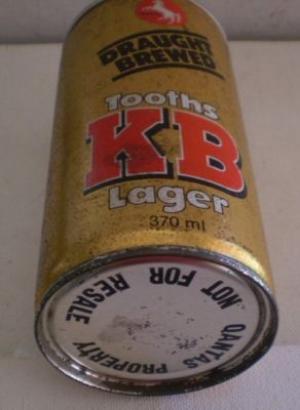 DRAUGHT
BREWED
Tooths
KB
Lager
370 ml
NOT FOR RESALE
QANTAS PROPERTY